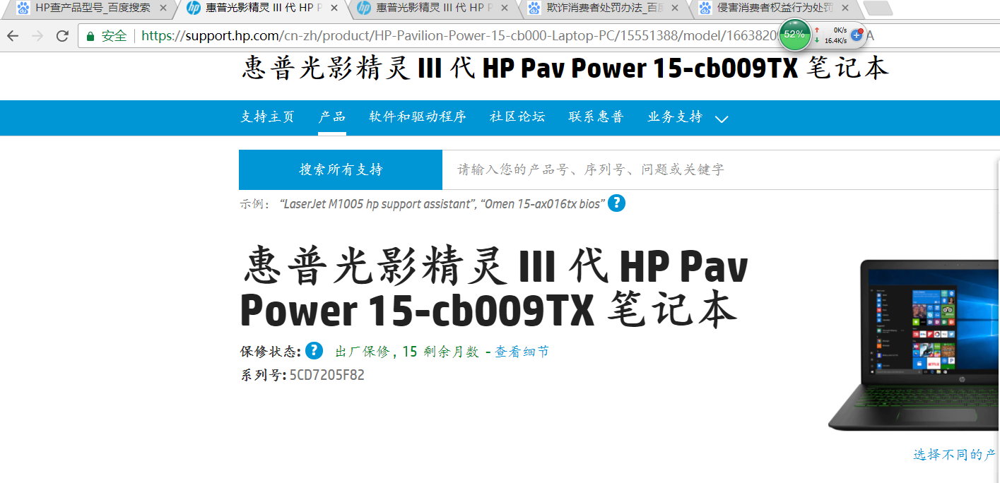 HP查产品型号_百度搜索
惠普光影精灵 III 代 HP P
惠普光影精灵 III 代 HP P
欺诈消费者处罚办法_百度
侵害消费者权益行为处罚
安全 https://support.hp.com/cn-zh/product/HP-Pavilion-Power-15-cb000-Laptop-PC/15551388/model/1663820
52%
0K/s
16.4K/s
A
惠普光影精灵 III 代 HP Pav Power 15-cb009TX 笔记本
支持主页 产品 软件和驱动程序 社区论坛 联系惠普 业务支持
搜索所有支持 请输入您的产品号、序列号、问题或关键字
示例： “LaserJet M1005 hp support assistant”, “Omen 15-ax016tx bios” ?
惠普光影精灵 III 代 HP Pav
Power 15-cb009TX 笔记本
保修状态: ? 出厂保修 , 15 剩余月数 - 查看细节
系列号: 5CD7205F82
选择不同的产